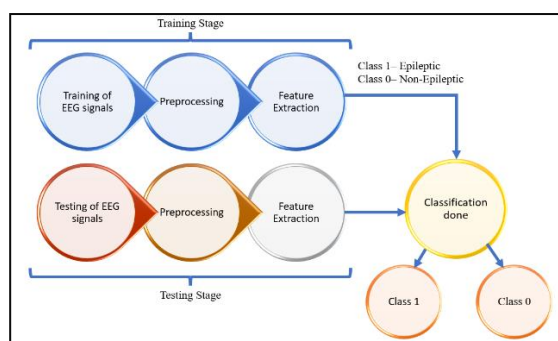 Training Stage
Class 1– Epileptic
Class 0– Non-Epileptic
Training of
EEG signals
Preprocessing
Feature
Extraction
Testing of EEG
signals
Preprocessing
Feature
Extraction
Classification
done
Testing Stage
Class 1
Class 0